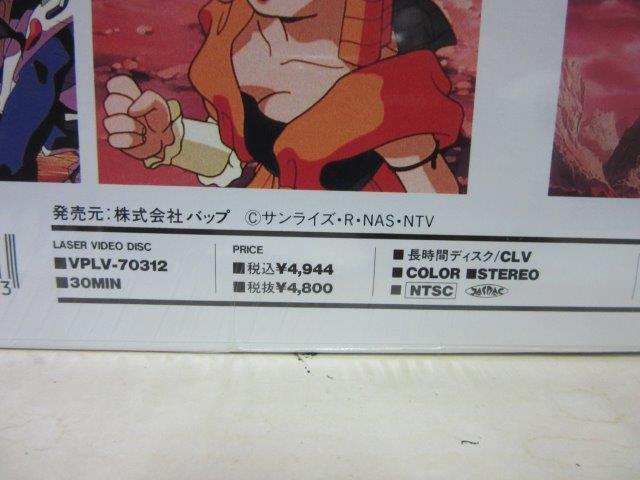 発売元:株式会社バップ ©サンライズ・R・NAS・NTV
LASER VIDEO DISC
■VPLV-70312
■30MIN
3
PRICE
■税込¥4,944
■税抜¥4,800
■長時間ディスク/CLV
■COLOR ■STEREO
■NTSC